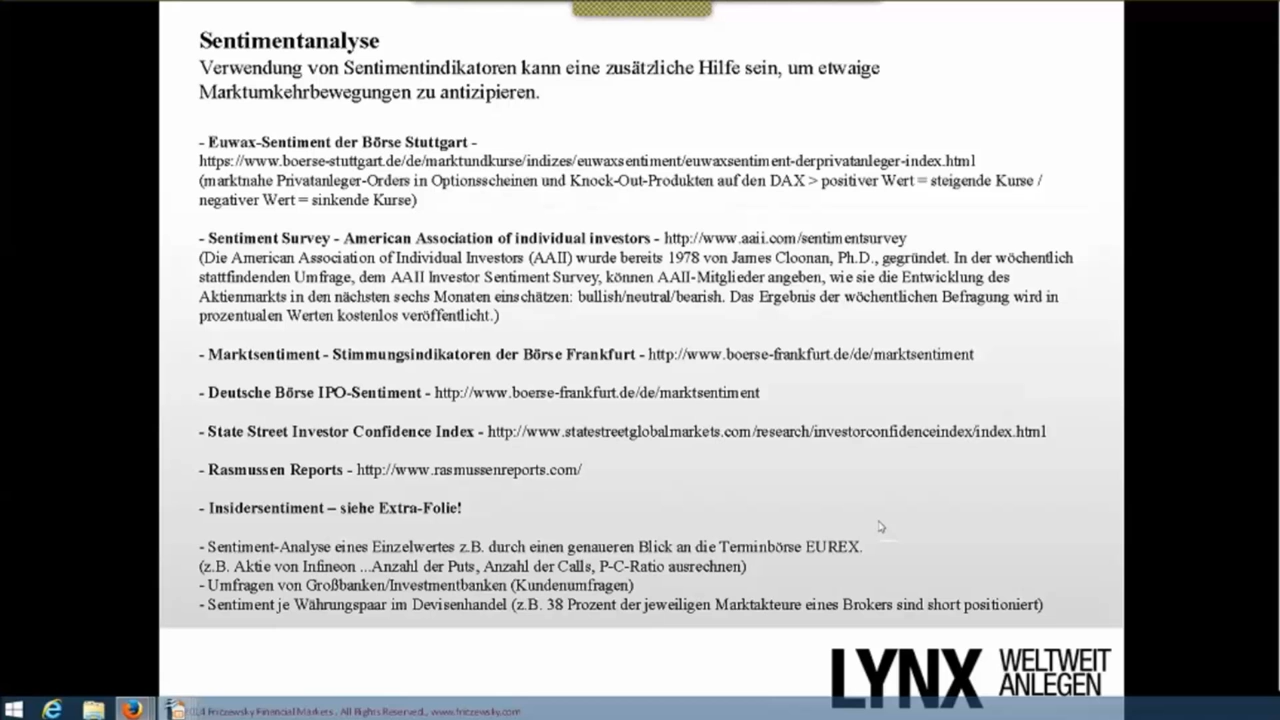 Sentimentanalyse
Verwendung von Sentimentindikatoren kann eine zusätzliche Hilfe sein, um etwaige
Marktumkehrbewegungen zu antizipieren.
- Euwax-Sentiment der Börse Stuttgart -
https://www.boerse-stuttgart.de/de/marktundkurse/indizes/euwaxsentiment/euwaxsentiment-derprivatanleger-index.html
(marktnahe Privatanleger-Orders in Optionsscheinen und Knock-Out-Produkten auf den DAX > positiver Wert = steigende Kurse /
negativer Wert = sinkende Kurse)
- Sentiment Survey - American Association of individual investors - http://www.aaii.com/sentimentsurvey
(Die American Association of Individual Investors (AAII) wurde bereits 1978 von James Cloonan, Ph.D., gegründet. In der wöchentlich
stattfindenden Umfrage, dem AAII Investor Sentiment Survey, können AAII-Mitglieder angeben, wie sie die Entwicklung des
Aktienmarkts in den nächsten sechs Monaten einschätzen: bullish/neutral/bearish. Das Ergebnis der wöchentlichen Befragung wird in
prozentualen Werten kostenlos veröffentlicht.)
- Marktsentiment - Stimmungsindikatoren der Börse Frankfurt - http://www.boerse-frankfurt.de/de/marktsentiment
- Deutsche Börse IPO-Sentiment - http://www.boerse-frankfurt.de/de/marktsentiment
- State Street Investor Confidence Index - http://www.statestreetglobalmarkets.com/research/investorconfidenceindex/index.html
- Rasmussen Reports - http://www.rasmussenreports.com/
- Insidersentiment – siehe Extra-Folie!
- Sentiment-Analyse eines Einzelwertes z.B. durch einen genaueren Blick an die Terminbörse EUREX.
(z.B. Aktie von Infineon ...Anzahl der Puts, Anzahl der Calls, P-C-Ratio ausrechnen)
- Umfragen von Großbanken/Investmentbanken (Kundenumfragen)
- Sentiment je Währungspaar im Devisenhandel (z.B. 38 Prozent der jeweiligen Marktakteure eines Brokers sind short positioniert)
LYNX WELTWEIT
ANLEGEN
Friczewsky Financial Markets . All Rights Reserved., www.friczewsky.com